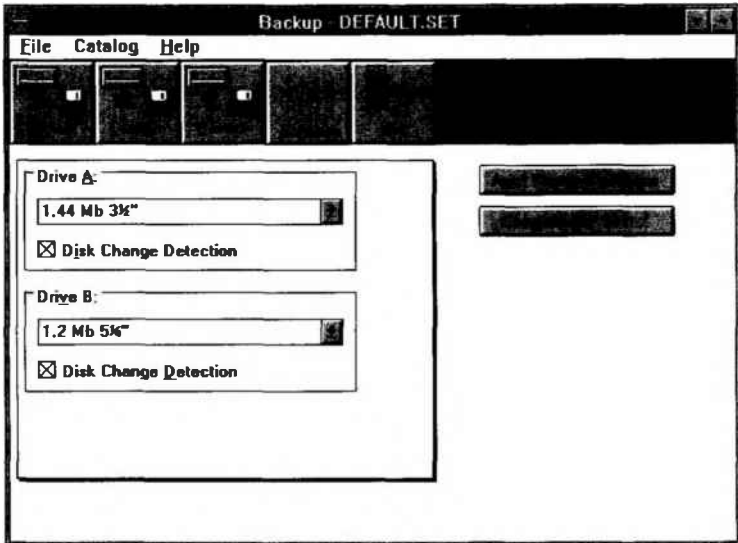 Backup - DEFAULT.SET
File Catalog Help
Drive A:
1.44 Mb 3½"
Disk Change Detection
Drive B:
1.2 Mb 5¼"
Disk Change Detection